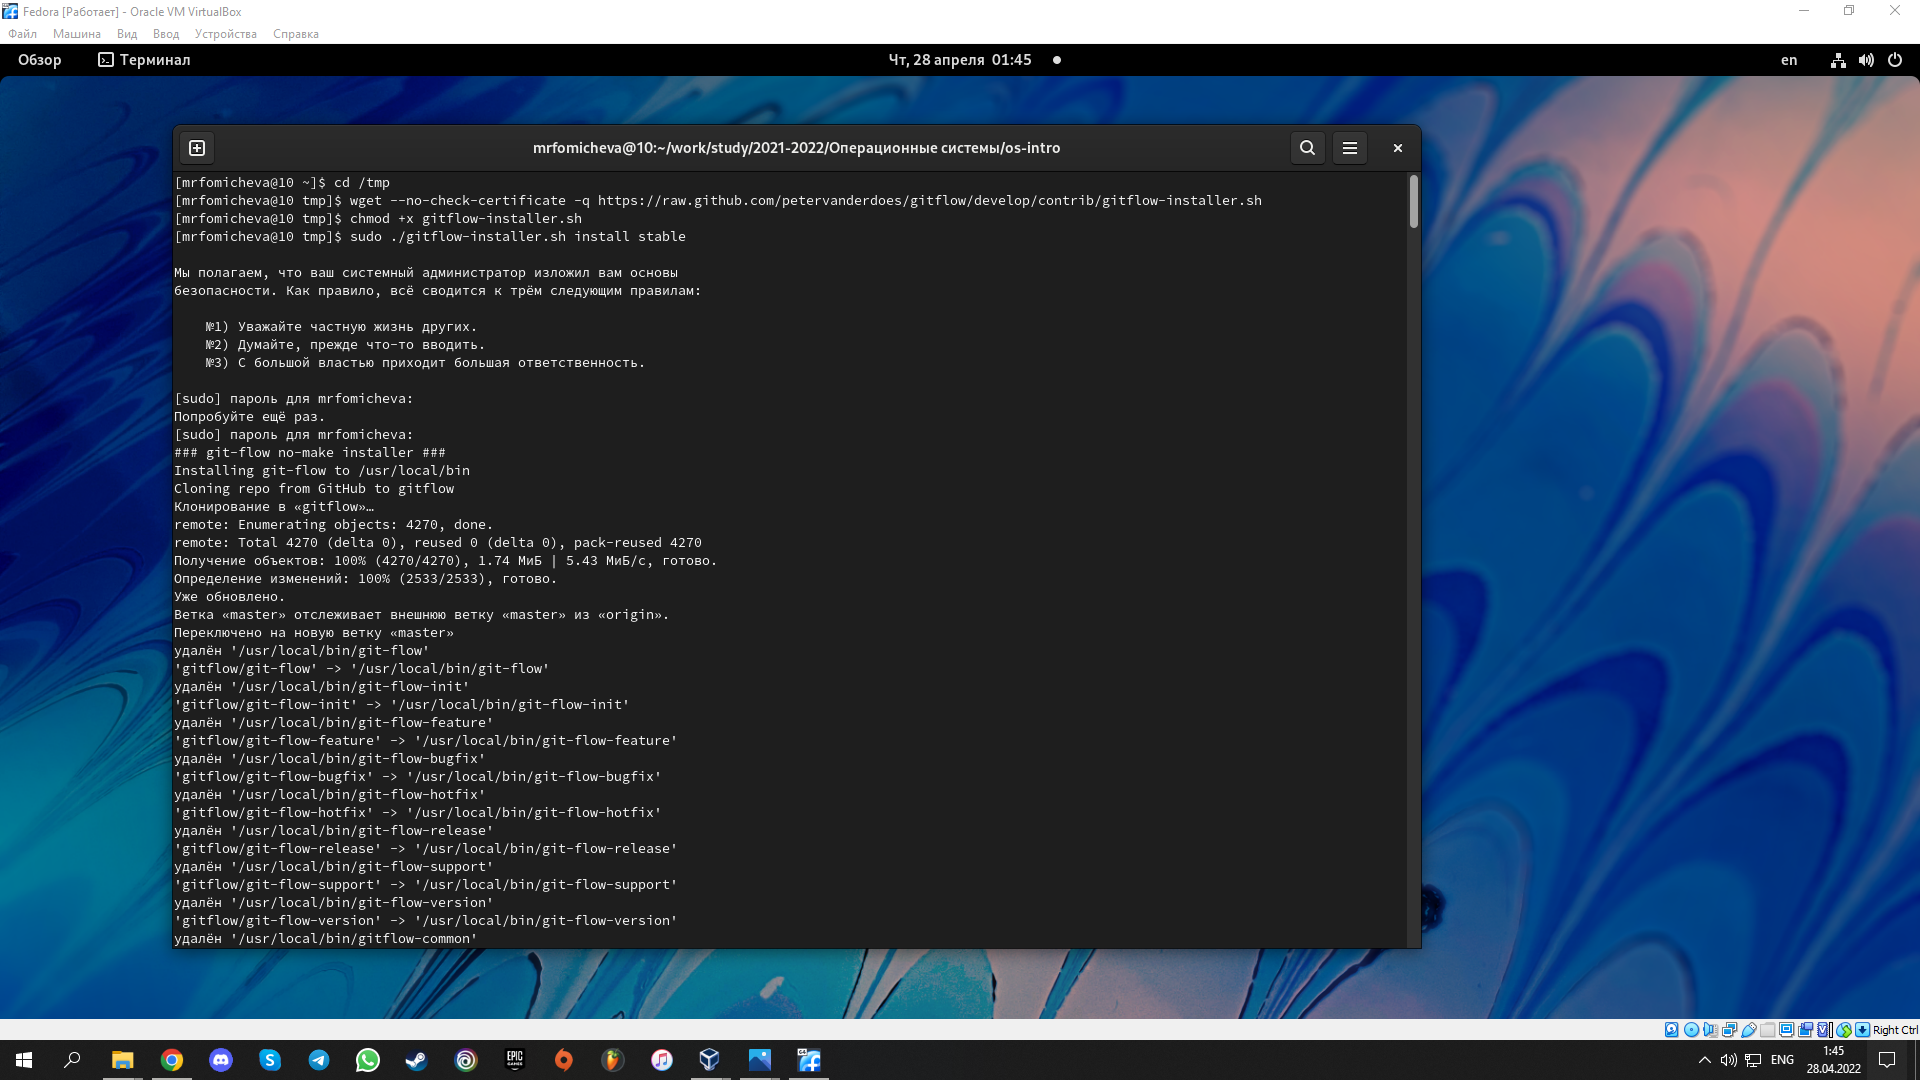 Fedora [Работает] - Oracle VM VirtualBox
Файл Машина Вид Ввод Устройства Справка
Обзор Терминал Чт, 28 апреля 01:45 en
mrfomicheva@10:~/work/study/2021-2022/Операционные системы/os-intro
[mrfomicheva@10 ~]$ cd /tmp
[mrfomicheva@10 tmp]$ wget --no-check-certificate -q https://raw.github.com/petervanderdoes/gitflow/develop/contrib/gitflow-installer.sh
[mrfomicheva@10 tmp]$ chmod +x gitflow-installer.sh
[mrfomicheva@10 tmp]$ sudo ./gitflow-installer.sh install stable
Мы полагаем, что ваш системный администратор изложил вам основы
безопасности. Как правило, всё сводится к трём следующим правилам:
№1) Уважайте частную жизнь других.
№2) Думайте, прежде что-то вводить.
№3) С большой властью приходит большая ответственность.
[sudo] пароль для mrfomicheva:
Попробуйте ещё раз.
[sudo] пароль для mrfomicheva:
### git-flow no-make installer ###
Installing git-flow to /usr/local/bin
Cloning repo from GitHub to gitflow
Клонирование в «gitflow»…
remote: Enumerating objects: 4270, done.
remote: Total 4270 (delta 0), reused 0 (delta 0), pack-reused 4270
Получение объектов: 100% (4270/4270), 1.74 МиБ | 5.43 МиБ/с, готово.
Определение изменений: 100% (2533/2533), готово.
Уже обновлено.
Ветка «master» отслеживает внешнюю ветку «master» из «origin».
Переключено на новую ветку «master»
удалён '/usr/local/bin/git-flow'
'gitflow/git-flow' -> '/usr/local/bin/git-flow'
удалён '/usr/local/bin/git-flow-init'
'gitflow/git-flow-init' -> '/usr/local/bin/git-flow-init'
удалён '/usr/local/bin/git-flow-feature'
'gitflow/git-flow-feature' -> '/usr/local/bin/git-flow-feature'
удалён '/usr/local/bin/git-flow-bugfix'
'gitflow/git-flow-bugfix' -> '/usr/local/bin/git-flow-bugfix'
удалён '/usr/local/bin/git-flow-hotfix'
'gitflow/git-flow-hotfix' -> '/usr/local/bin/git-flow-hotfix'
удалён '/usr/local/bin/git-flow-release'
'gitflow/git-flow-release' -> '/usr/local/bin/git-flow-release'
удалён '/usr/local/bin/git-flow-support'
'gitflow/git-flow-support' -> '/usr/local/bin/git-flow-support'
удалён '/usr/local/bin/git-flow-version'
'gitflow/git-flow-version' -> '/usr/local/bin/git-flow-version'
удалён '/usr/local/bin/gitflow-common'
Right Ctrl
EPIC GAMES
ENG 1:45
28.04.2022